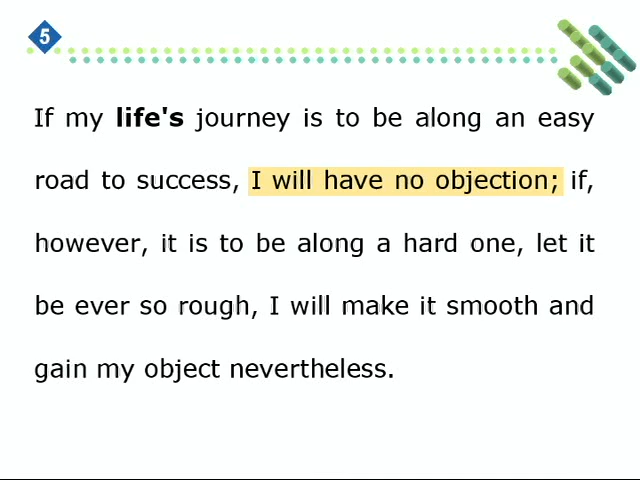 5
If my life's journey is to be along an easy
road to success, I will have no objection; if,
however, it is to be along a hard one, let it
be ever so rough, I will make it smooth and
gain my object nevertheless.